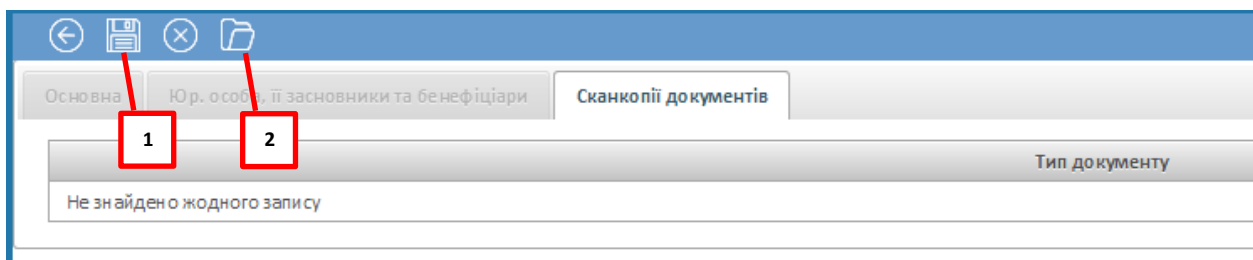 Основна Юр. особа, її засновники та бенефіціари Сканкопії документів
1 2
Тип документу
Не знайдено жодного запису